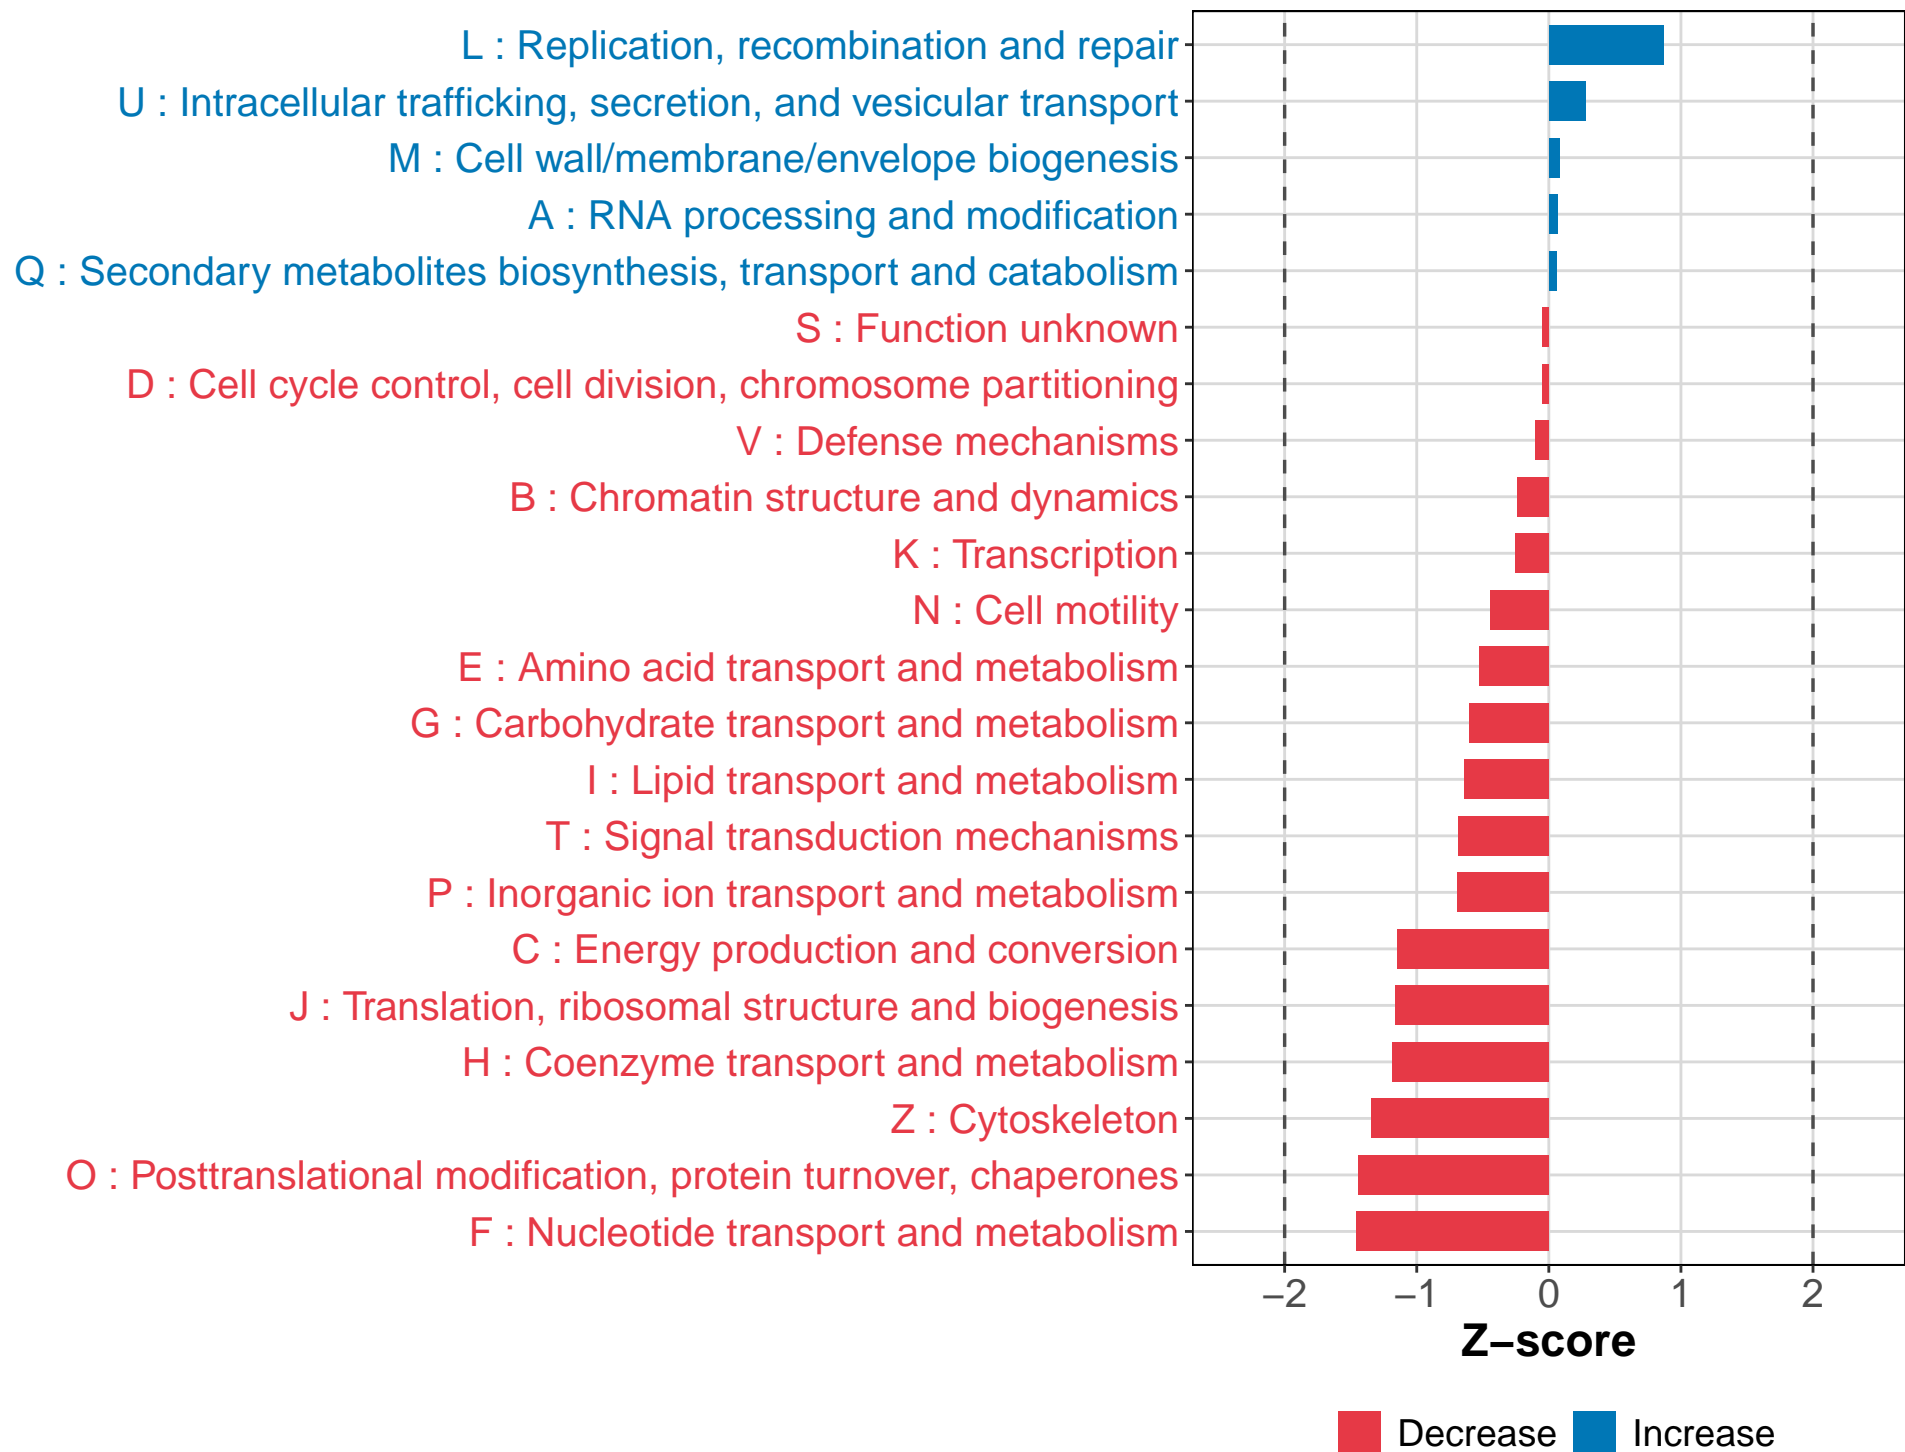 L : Replication, recombination and repair
U : Intracellular trafficking, secretion, and vesicular transport
M : Cell wall/membrane/envelope biogenesis
A : RNA processing and modification
Q : Secondary metabolites biosynthesis, transport and catabolism
S : Function unknown
D : Cell cycle control, cell division, chromosome partitioning
V : Defense mechanisms
B : Chromatin structure and dynamics
K : Transcription
N : Cell motility
E : Amino acid transport and metabolism
G : Carbohydrate transport and metabolism
I : Lipid transport and metabolism
T : Signal transduction mechanisms
P : Inorganic ion transport and metabolism
C : Energy production and conversion
J : Translation, ribosomal structure and biogenesis
H : Coenzyme transport and metabolism
Z : Cytoskeleton
O : Posttranslational modification, protein turnover, chaperones
F : Nucleotide transport and metabolism
−2 −1 0 1 2
Z−score
Decrease Increase